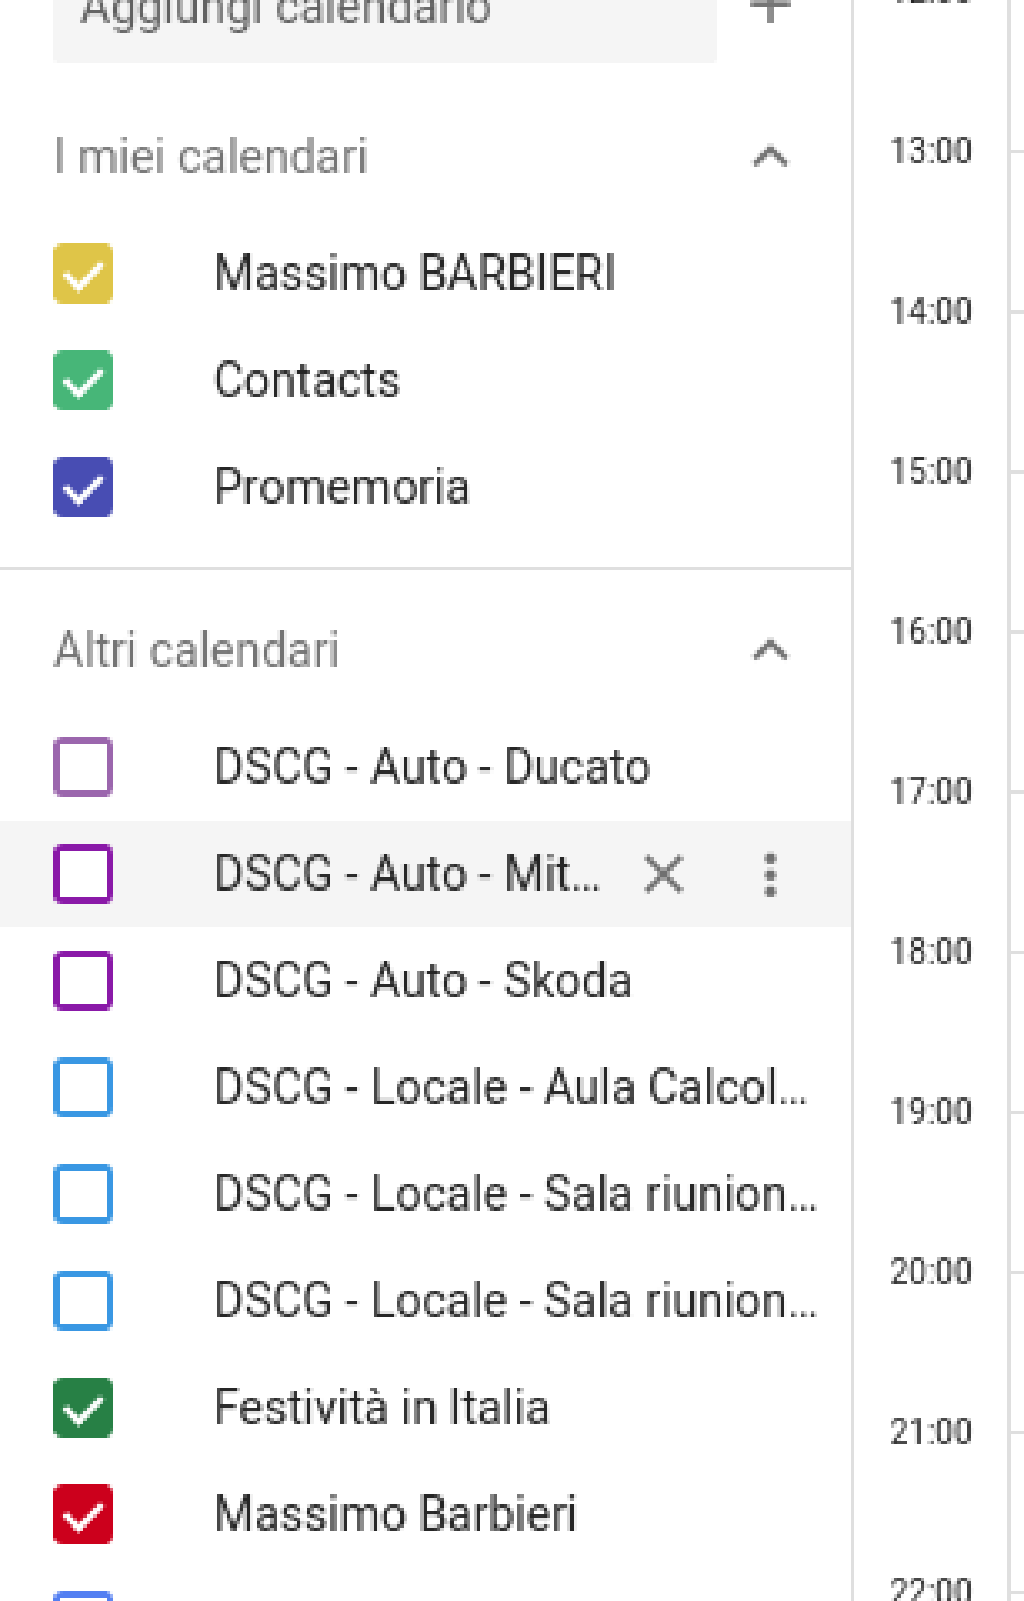 Aggiungi calendario
12:00
I miei calendari
13:00
Massimo BARBIERI
14:00
Contacts
15:00
Promemoria
Altri calendari
16:00
DSCG - Auto - Ducato
17:00
DSCG - Auto - Mit...
DSCG - Auto - Skoda
18:00
DSCG - Locale - Aula Calcol...
19:00
DSCG - Locale - Sala riunion...
20:00
DSCG - Locale - Sala riunion...
Festività in Italia
21:00
Massimo Barbieri
22:00